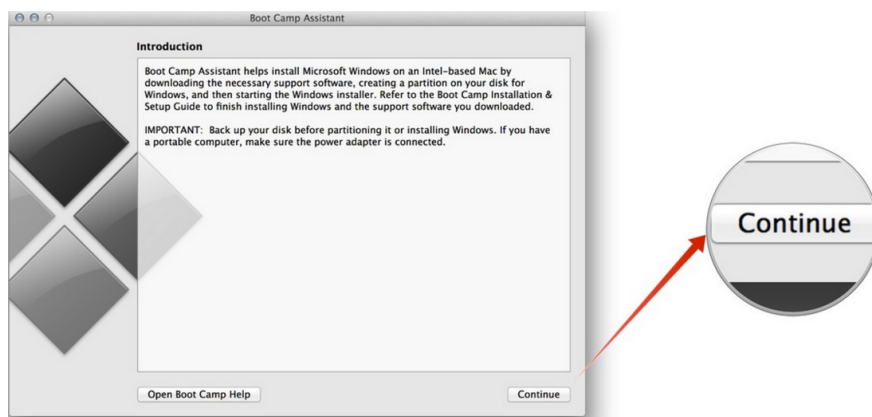 Boot Camp Assistant
Introduction
Boot Camp Assistant helps install Microsoft Windows on an Intel-based Mac by
downloading the necessary support software, creating a partition on your disk for
Windows, and then starting the Windows installer. Refer to the Boot Camp Installation &
Setup Guide to finish installing Windows and the support software you downloaded.
IMPORTANT:  Back up your disk before partitioning it or installing Windows. If you have
a portable computer, make sure the power adapter is connected.
Continue
Open Boot Camp Help
Continue